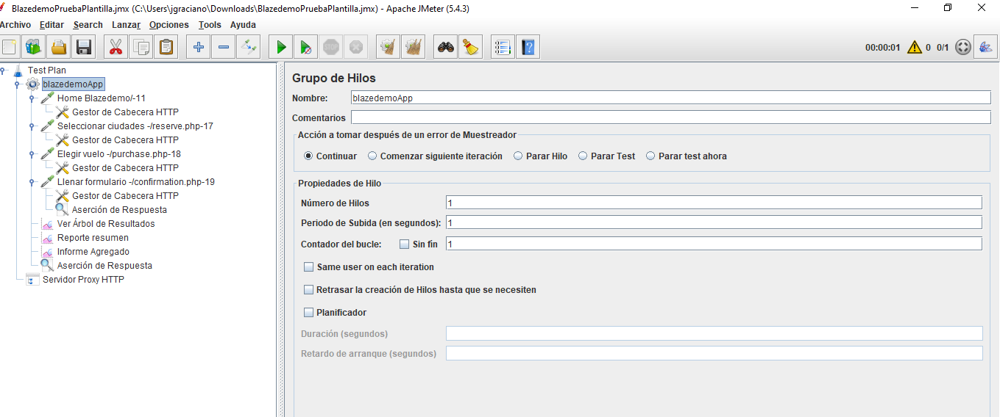 BlazedemoPruebaPlantilla.jmx (C:\Users\jgraciano\Downloads\BlazedemoPruebaPlantilla.jmx) - Apache JMeter (5.4.3)
Archivo Editar Search Lanzar Opciones Tools Ayuda
STOP 00:00:01 0 0/1
Test Plan
blazedemoApp
Home Blazedemo/-11
Gestor de Cabecera HTTP
Seleccionar ciudades -/reserve.php-17
Gestor de Cabecera HTTP
Elegir vuelo -/purchase.php-18
Gestor de Cabecera HTTP
Llenar formulario -/confirmation.php-19
Gestor de Cabecera HTTP
Aserción de Respuesta
Ver Árbol de Resultados
Reporte resumen
Informe Agregado
Aserción de Respuesta
Servidor Proxy HTTP
Grupo de Hilos
Nombre: blazedemoApp
Comentarios
Acción a tomar después de un error de Muestreador
Continuar Comenzar siguiente iteración Parar Hilo Parar Test Parar test ahora
Propiedades de Hilo
Número de Hilos 1
Periodo de Subida (en segundos): 1
Contador del bucle: Sin fin 1
Same user on each iteration
Retrasar la creación de Hilos hasta que se necesiten
Planificador
Duración (segundos)
Retardo de arranque (segundos)